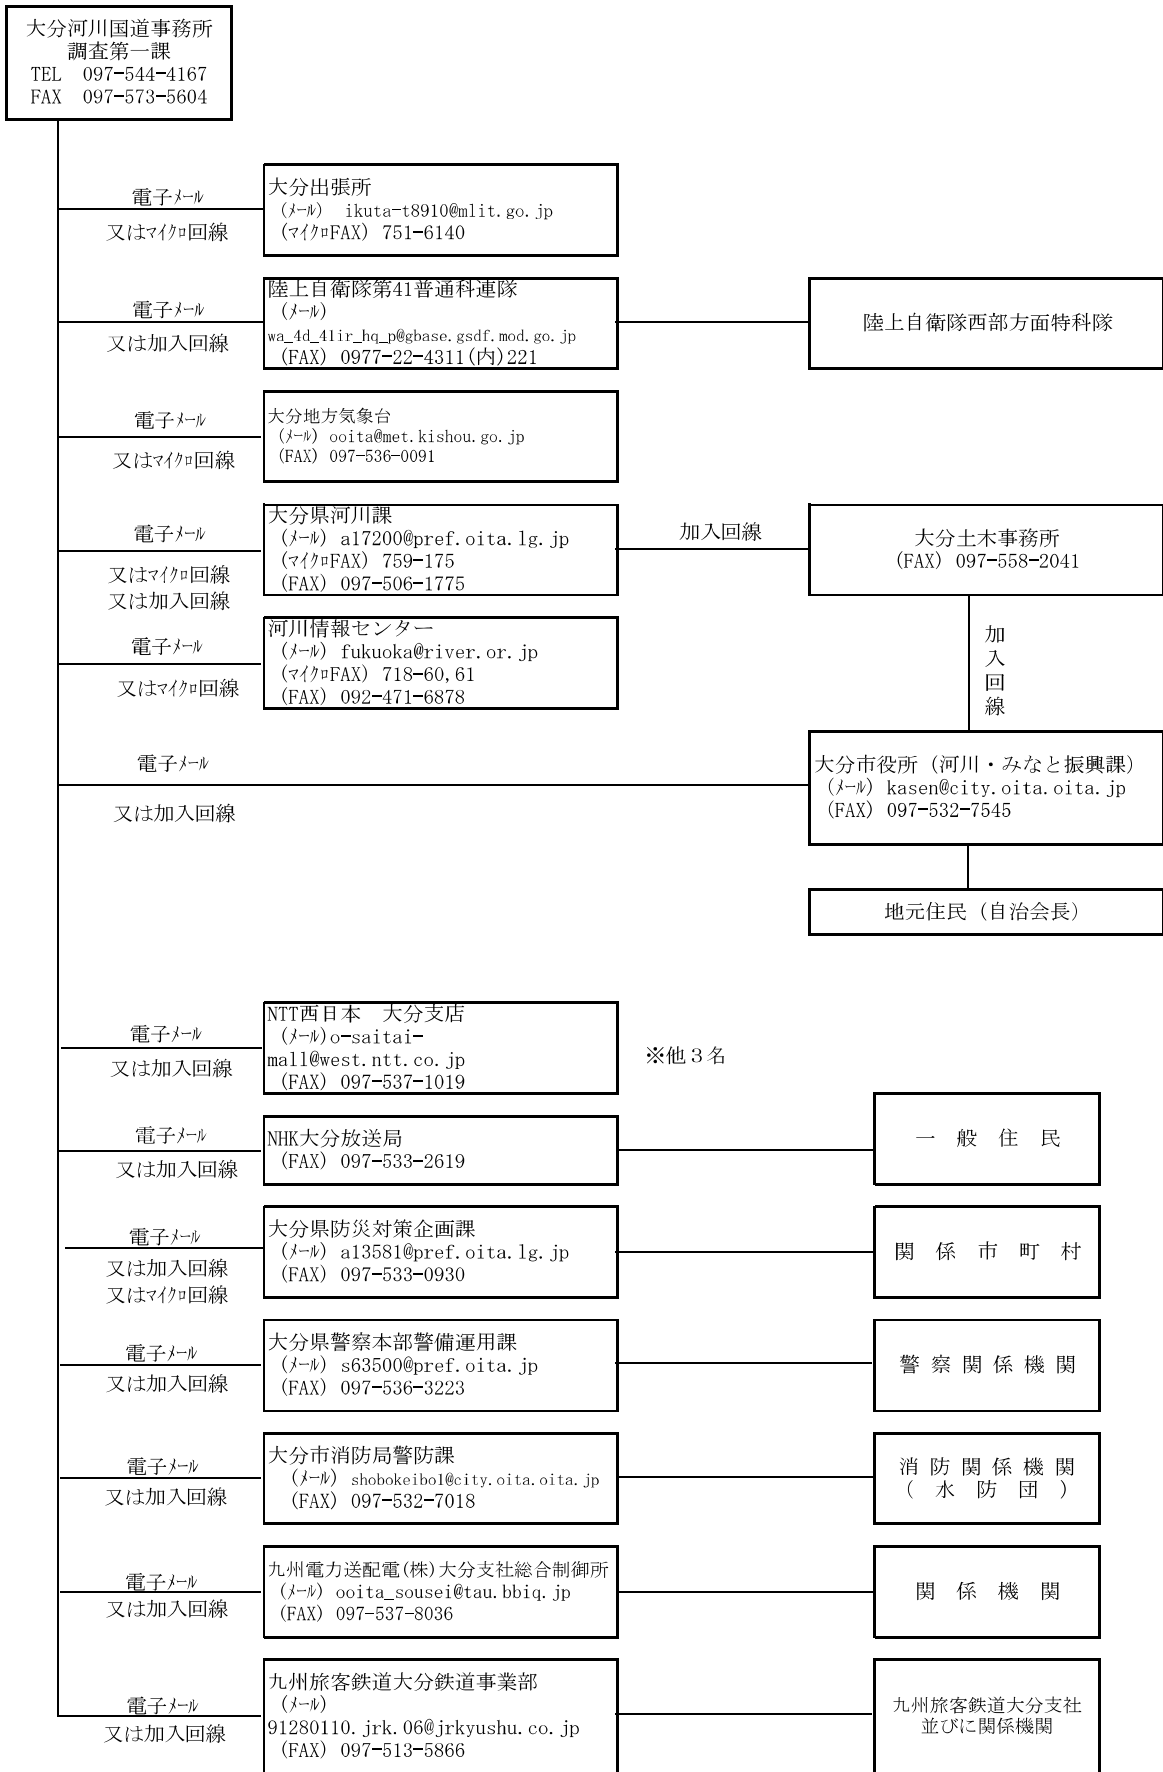 大分河川国道事務所
調査第一課
TEL　097-544-4167
FAX　097-573-5604
電子ﾒｰﾙ
又はﾏｲｸﾛ回線
大分出張所
(ﾒｰﾙ)　ikuta-t8910@mlit.go.jp
(ﾏｲｸﾛFAX) 751-6140
電子ﾒｰﾙ
又は加入回線
陸上自衛隊第41普通科連隊
(ﾒｰﾙ)
wa_4d_41ir_hq_p@gbase.gsdf.mod.go.jp
(FAX) 0977-22-4311(内)221
陸上自衛隊西部方面特科隊
電子ﾒｰﾙ
又はﾏｲｸﾛ回線
大分地方気象台
(ﾒｰﾙ) ooita@met.kishou.go.jp
(FAX) 097-536-0091
電子ﾒｰﾙ
又はﾏｲｸﾛ回線
又は加入回線
大分県河川課
(ﾒｰﾙ) a17200@pref.oita.lg.jp
(ﾏｲｸﾛFAX) 759-175
(FAX) 097-506-1775
加入回線
大分土木事務所
(FAX) 097-558-2041
加入回線
電子ﾒｰﾙ
又はﾏｲｸﾛ回線
河川情報センター
(ﾒｰﾙ) fukuoka@river.or.jp
(ﾏｲｸﾛFAX) 718-60,61
(FAX) 092-471-6878
電子ﾒｰﾙ
又は加入回線
大分市役所（河川・みなと振興課）
(ﾒｰﾙ) kasen@city.oita.oita.jp
(FAX) 097-532-7545
地元住民（自治会長）
電子ﾒｰﾙ
又は加入回線
NTT西日本　大分支店
(ﾒｰﾙ)o-saitai-
mall@west.ntt.co.jp
(FAX) 097-537-1019
※他３名
電子ﾒｰﾙ
又は加入回線
NHK大分放送局
(FAX) 097-533-2619
一　般　住　民
電子ﾒｰﾙ
又は加入回線
又はﾏｲｸﾛ回線
大分県防災対策企画課
(ﾒｰﾙ) a13581@pref.oita.lg.jp
(FAX) 097-533-0930
関　係　市　町　村
電子ﾒｰﾙ
又は加入回線
大分県警察本部警備運用課
(ﾒｰﾙ) s63500@pref.oita.jp
(FAX) 097-536-3223
警 察 関 係 機 関
電子ﾒｰﾙ
又は加入回線
大分市消防局警防課
(ﾒｰﾙ) shobokeibo1@city.oita.oita.jp
(FAX) 097-532-7018
消 防 関 係 機 関
（　水　防　団　）
電子ﾒｰﾙ
又は加入回線
九州電力送配電(株)大分支社総合制御所
(ﾒｰﾙ) ooita_sousei@tau.bbiq.jp
(FAX) 097-537-8036
関　係　機　関
電子ﾒｰﾙ
又は加入回線
九州旅客鉄道大分鉄道事業部
(ﾒｰﾙ)
91280110.jrk.06@jrkyushu.co.jp
(FAX) 097-513-5866
九州旅客鉄道大分支社
並びに関係機関